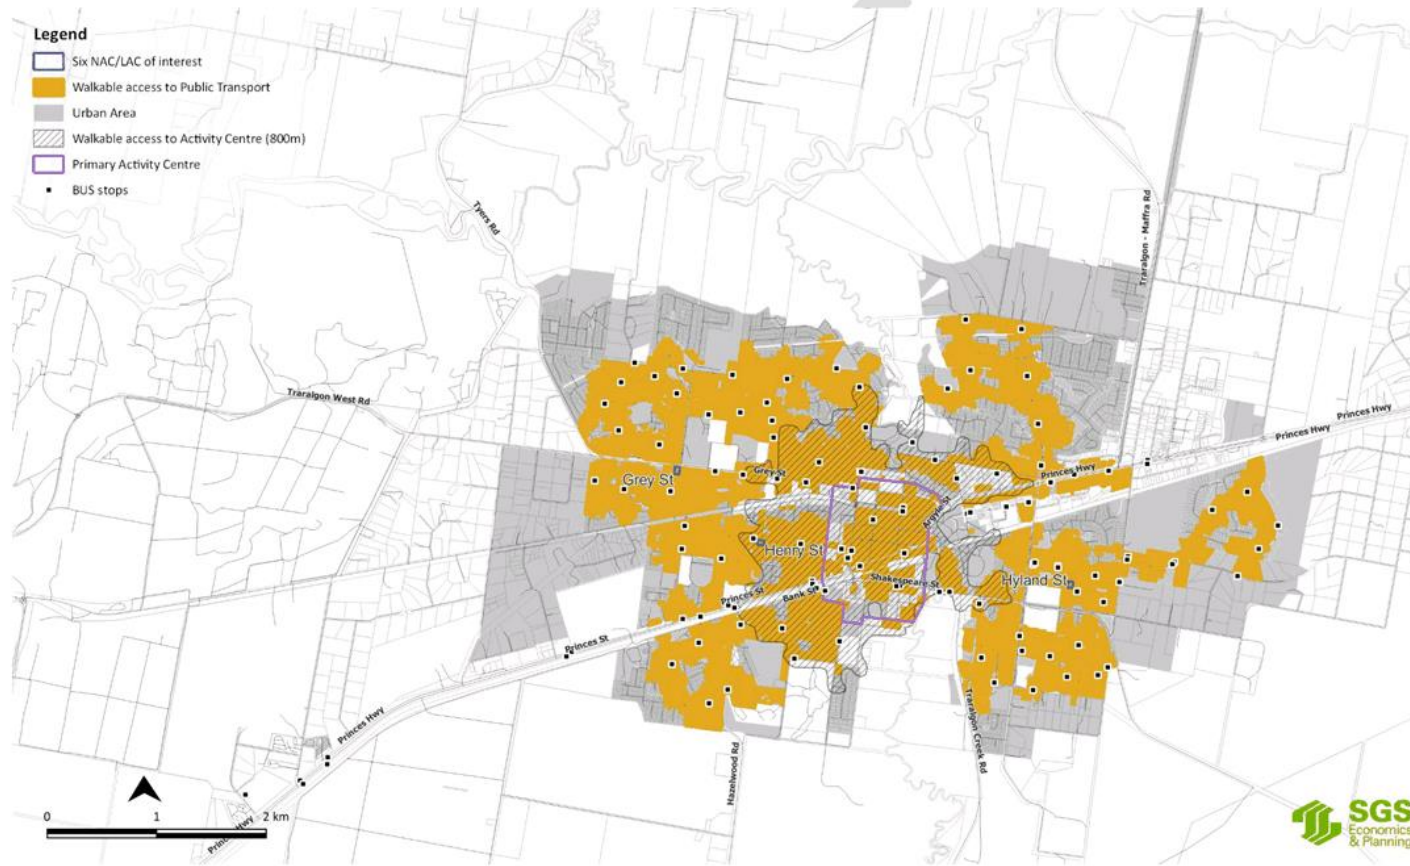 Legend
Six NAC/LAC of interest
Walkable access to Public Transport
Urban Area
Walkable access to Activity Centre (800m)
Primary Activity Centre
BUS stops
Tyers Rd
Traralgon - Maffra Rd
Traralgon West Rd
Princes Hwy
Princes Hwy
Princes Hwy
Grey St
Grey St
Argyle St
Henry St
Shakespeare St
Hyland St
Bank St
Princes St
Princes St
Traralgon Creek Rd
Princes Hwy
Hazelwood Rd
Princes Hwy
0 1 2 km
SGS
Economics
& Planning